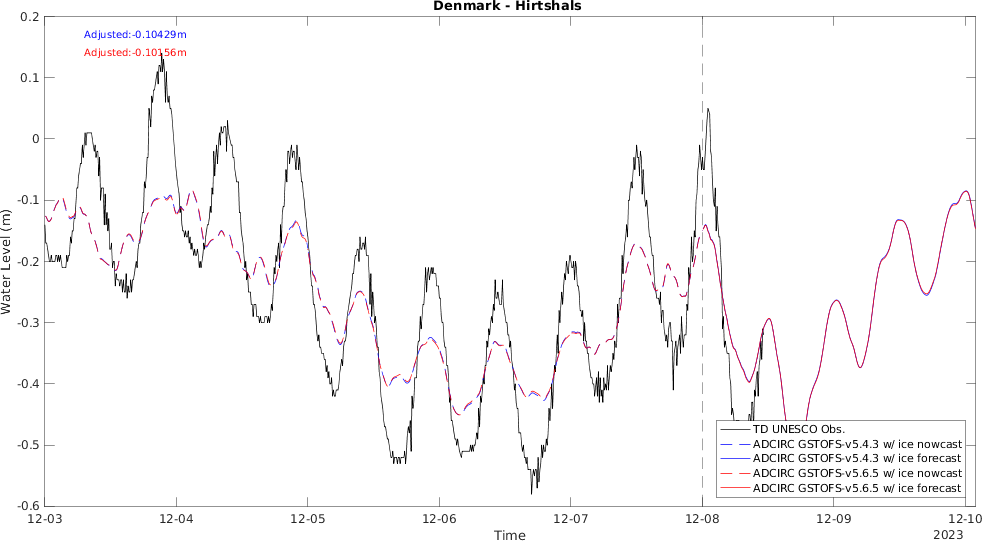 Denmark - Hirtshals
Adjusted:-0.10429m
Adjusted:-0.10156m
0.2
0.1
0
-0.1
-0.2
-0.3
-0.4
-0.5
-0.6
Water Level (m)
TD UNESCO Obs.
ADCIRC GSTOFS-v5.4.3 w/ ice nowcast
ADCIRC GSTOFS-v5.4.3 w/ ice forecast
ADCIRC GSTOFS-v5.6.5 w/ ice nowcast
ADCIRC GSTOFS-v5.6.5 w/ ice forecast
12-03 12-04 12-05 12-06 12-07 12-08 12-09 12-10
Time
2023